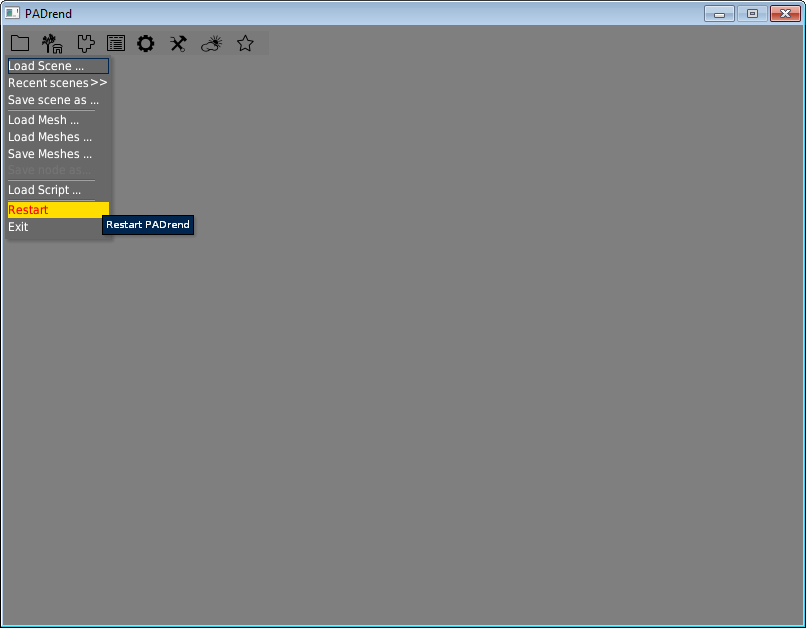 PADrend
Load Scene ...
Recent scenes >>
Save scene as ...
Load Mesh ...
Load Meshes ...
Save Meshes ...
Save node as...
Load Script ...
Restart
Restart PADrend
Exit